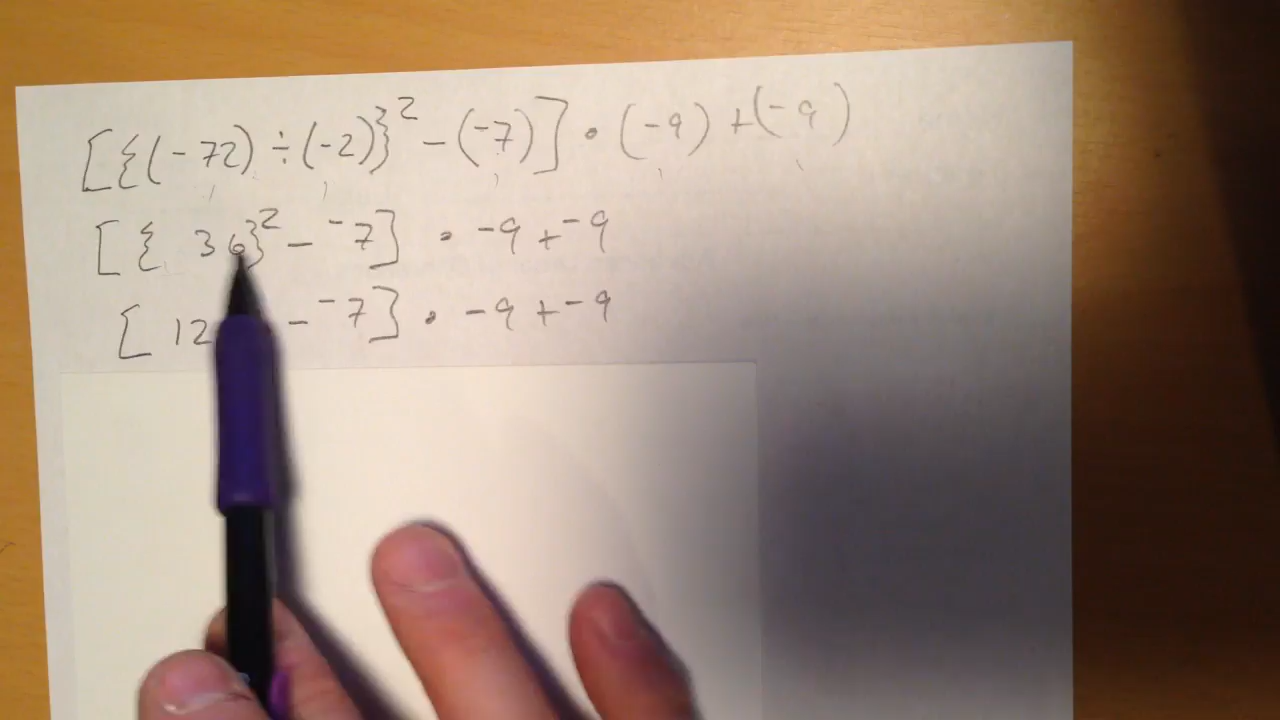 [{(-72) ÷ (-2)}² - (-7)] • (-9) + (-9)
[{ 36}² - -7] • -9 + -9
[ 12 - -7] • -9 + -9